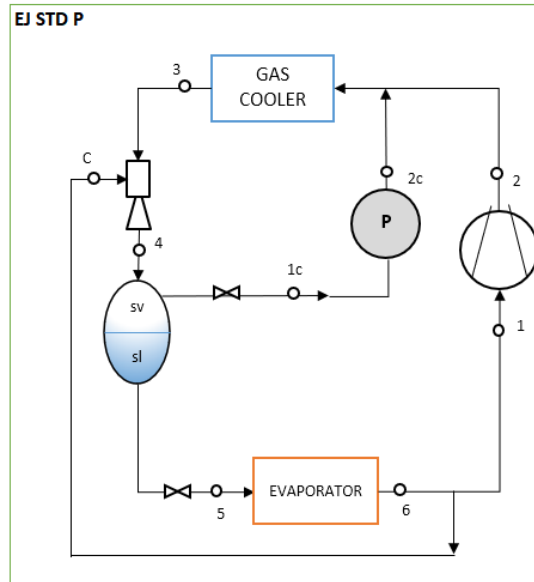 EJ STD P
3
GAS
COOLER
C
2c
2
P
4
1c
sv
1
sl
EVAPORATOR
6
5